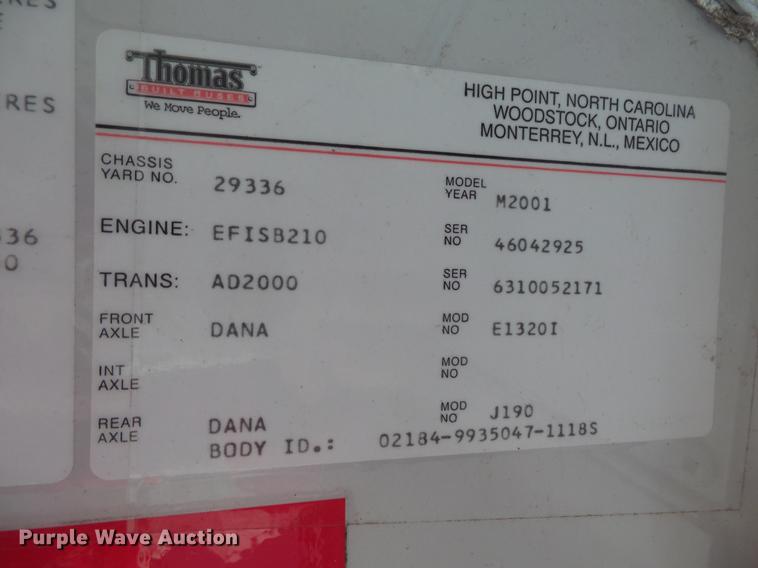 RES
RES
36
0
Thomas
BUILT BUSES
We Move People.
HIGH POINT, NORTH CAROLINA
WOODSTOCK, ONTARIO
MONTERREY, N.L., MEXICO
CHASSIS
YARD NO. 29336
MODEL
YEAR M2001
ENGINE: EFISB210
SER
NO 46042925
TRANS: AD2000
SER
NO 6310052171
FRONT
AXLE DANA
MOD
NO E1320I
INT
AXLE
MOD
NO
REAR
AXLE DANA
MOD
NO J190
BODY ID.: 02184-9935047-1118S
Purple Wave Auction